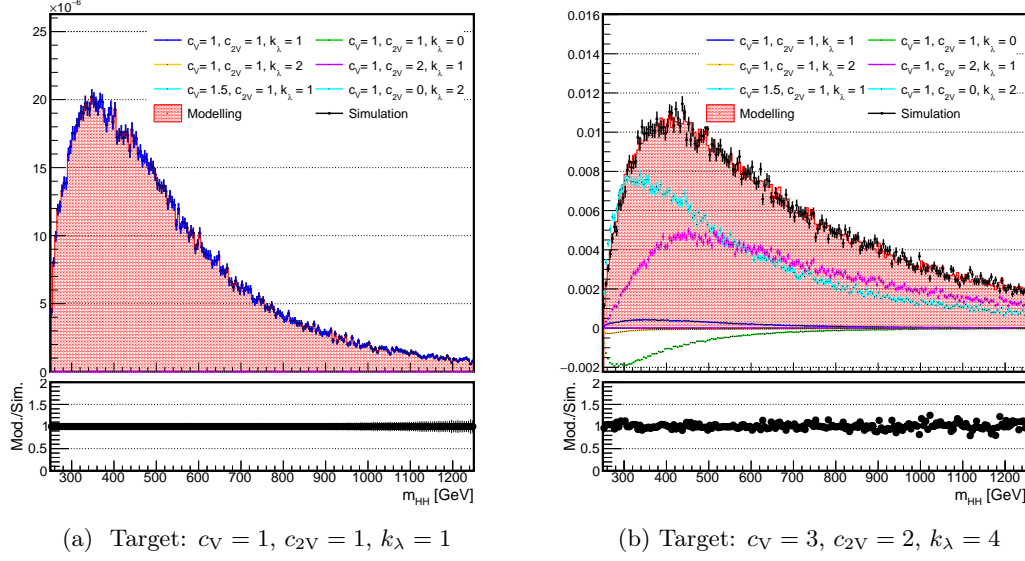 ×10⁻⁶
25
20
15
10
5
0
c_V= 1, c_2V= 1, k_λ= 1
c_V= 1, c_2V= 1, k_λ=0
c_V= 1, c_2V= 1, k_λ= 2
c_V= 1, c_2V= 2, k_λ= 1
c_V= 1.5, c_2V= 1, k_λ= 1
c_V= 1, c_2V= 0, k_λ= 2
Modelling
Simulation
Mod./Sim.
2
1.5
1
0.5
0
300 400 500 600 700 800 900 1000 1100 1200
m_HH [GeV]
(a) Target: c_V = 1, c_2V = 1, k_λ = 1
0.016
0.014
0.012
0.01
0.008
0.006
0.004
0.002
0
−0.002
c_V= 1, c_2V= 1, k_λ= 1
c_V= 1, c_2V= 1, k_λ=0
c_V= 1, c_2V= 1, k_λ= 2
c_V= 1, c_2V= 2, k_λ= 1
c_V= 1.5, c_2V= 1, k_λ= 1
c_V= 1, c_2V= 0, k_λ= 2
Modelling
Simulation
Mod./Sim.
2
1.5
1
0.5
0
300 400 500 600 700 800 900 1000 1100 1200
m_HH [GeV]
(b) Target: c_V = 3, c_2V = 2, k_λ = 4